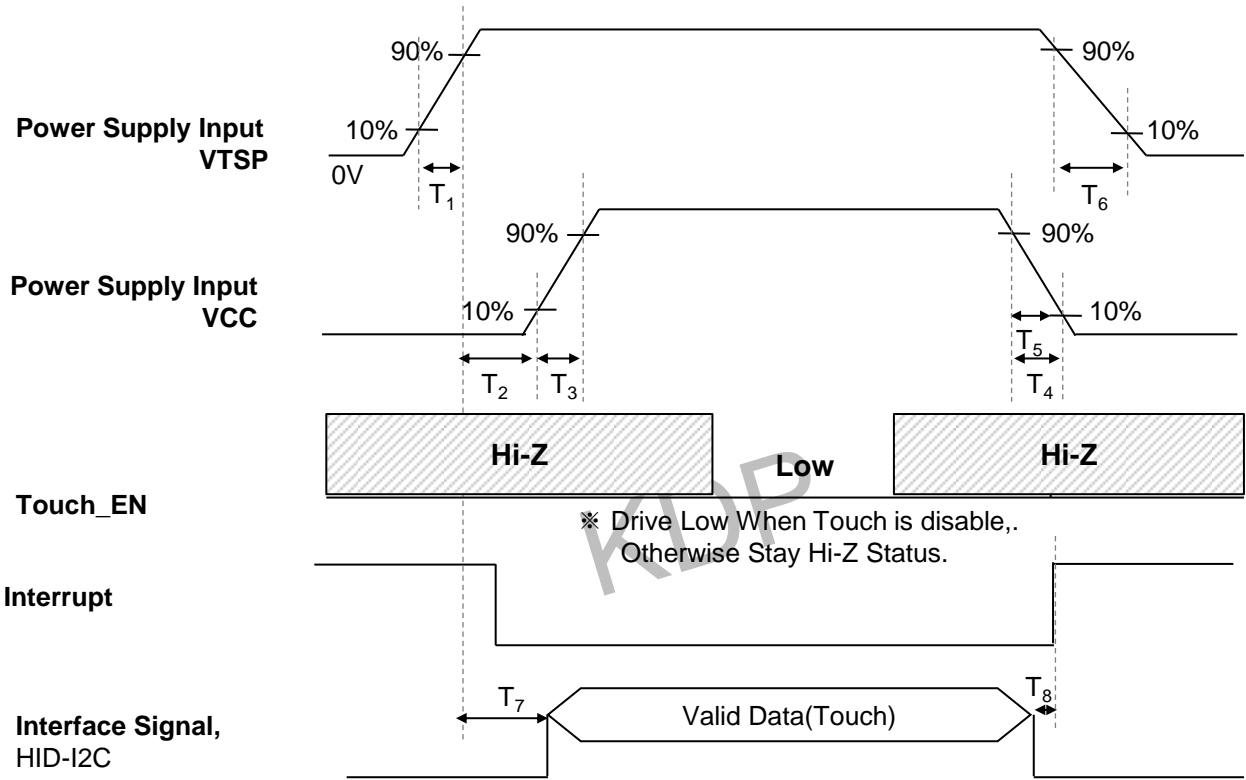 90%
90%
Power Supply Input
VTSP
10%
10%
0V
T1
T6
90%
90%
Power Supply Input
VCC
10%
10%
T5
T2
T3
T4
Hi-Z
Low
Hi-Z
KDP
Touch_EN
※ Drive Low When Touch is disable,.
Otherwise Stay Hi-Z Status.
Interrupt
T7
T8
Valid Data(Touch)
Interface Signal,
HID-I2C